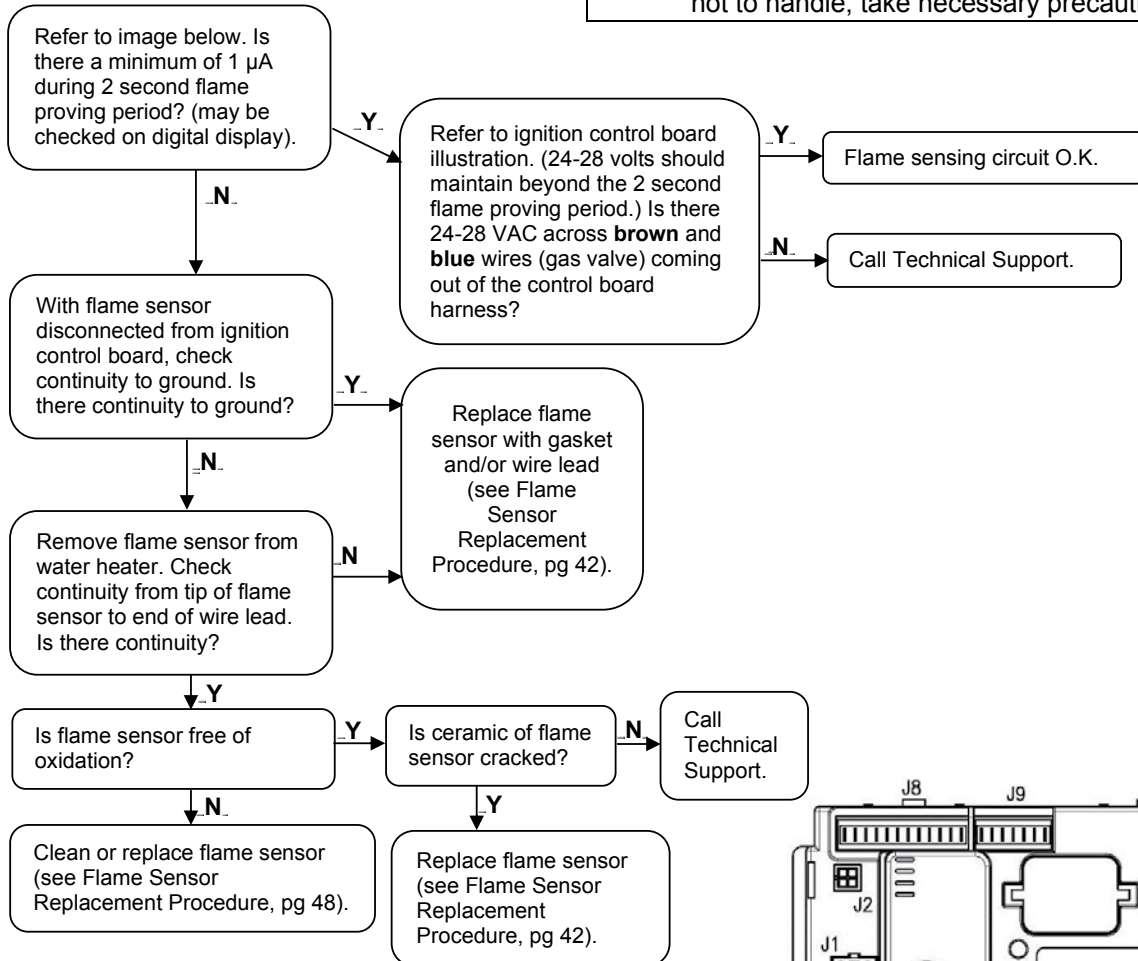 not to handle, take necessary precauti
Refer to image below. Is
there a minimum of 1 µA
during 2 second flame
proving period? (may be
checked on digital display).
Y
Refer to ignition control board
illustration. (24-28 volts should
maintain beyond the 2 second
flame proving period.) Is there
24-28 VAC across brown and
blue wires (gas valve) coming
out of the control board
harness?
Y
Flame sensing circuit O.K.
N
Call Technical Support.
N
With flame sensor
disconnected from ignition
control board, check
continuity to ground. Is
there continuity to ground?
Y
Replace flame
sensor with gasket
and/or wire lead
(see Flame
Sensor
Replacement
Procedure, pg 42).
N
Remove flame sensor from
water heater. Check
continuity from tip of flame
sensor to end of wire lead.
Is there continuity?
N
Y
Is flame sensor free of
oxidation?
Y
Is ceramic of flame
sensor cracked?
N
Call
Technical
Support.
N
Clean or replace flame sensor
(see Flame Sensor
Replacement Procedure, pg 48).
Y
Replace flame sensor
(see Flame Sensor
Replacement
Procedure, pg 42).
J8
J9
J2
J1